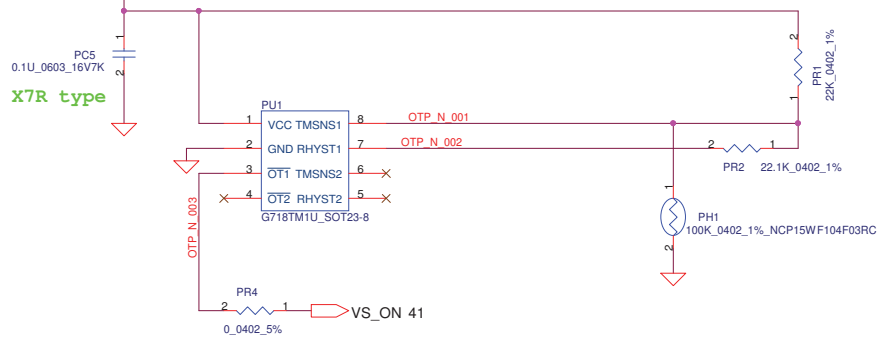 1
PC5
0.1U_0603_16V7K
2
X7R type
2
PR1
22K_0402_1%
1
PU1
1 VCC TMSNS1 8 OTP_N_001
2 GND RHYST1 7 OTP_N_002
3 OT1 TMSNS2 6
4 OT2 RHYST2 5
G718TM1U_SOT23-8
2 1
PR2 22.1K_0402_1%
OTP_N_003
1
PH1
100K_0402_1%_NCP15WF104F03RC
2
PR4
2 1
VS_ON 41
0_0402_5%